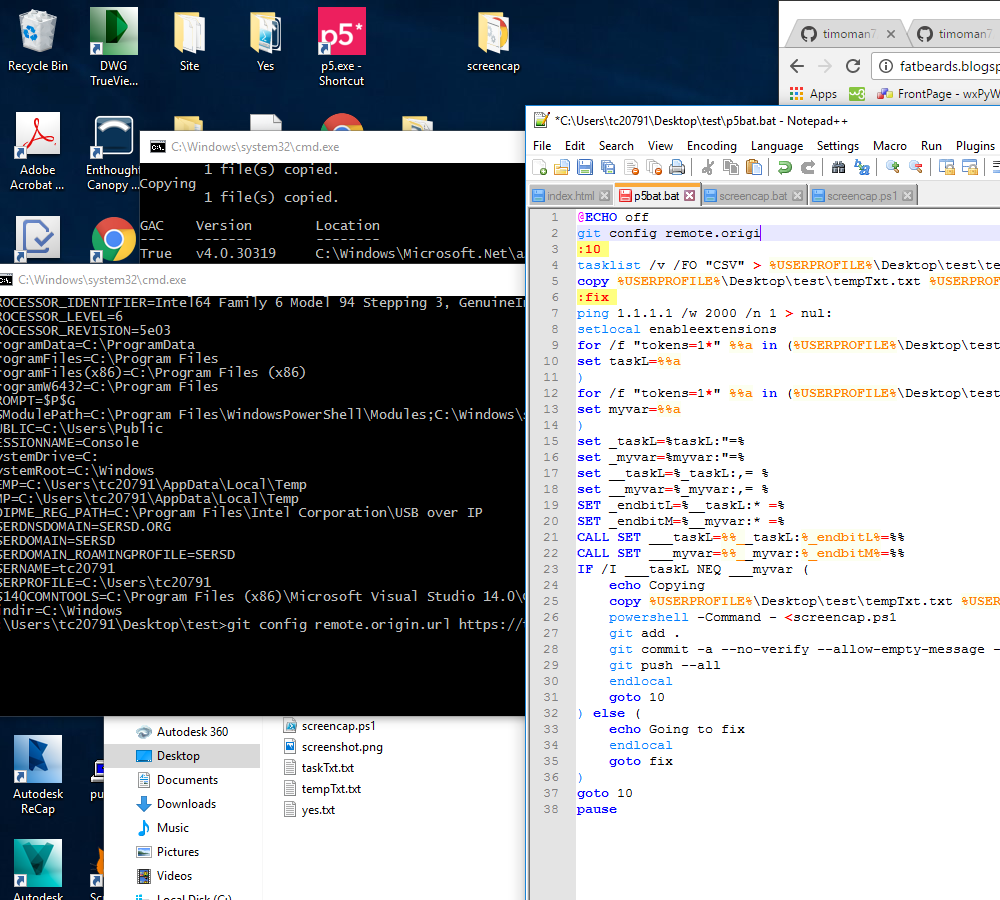 Recycle Bin
DWG TrueView...
Site
Yes
p5*
p5.exe - Shortcut
screencap
Adobe Acrobat ...
Enthought Canopy ...
timoman7
timoman7
fatbeards.blogsp
Apps
FrontPage - wxPyW
C:\Windows\system32\cmd.exe
1 file(s) copied.
Copying
1 file(s) copied.
GAC Version Location
--- ------- --------
True v4.0.30319 C:\Windows\Microsoft.Net\a
C:\Windows\system32\cmd.exe
ROCESSOR_IDENTIFIER=Intel64 Family 6 Model 94 Stepping 3, GenuineIn
ROCESSOR_LEVEL=6
ROCESSOR_REVISION=5e03
rogramData=C:\ProgramData
rogramFiles=C:\Program Files
rogramFiles(x86)=C:\Program Files (x86)
rogramW6432=C:\Program Files
ROMPT=$P$G
SModulePath=C:\Program Files\WindowsPowerShell\Modules;C:\Windows\s
UBLIC=C:\Users\Public
ESSIONNAME=Console
ystemDrive=C:
ystemRoot=C:\Windows
EMP=C:\Users\tc20791\AppData\Local\Temp
MP=C:\Users\tc20791\AppData\Local\Temp
OIPME_REG_PATH=C:\Program Files\Intel Corporation\USB over IP
SERDNSDOMAIN=SERSD.ORG
SERDOMAIN=SERSD
SERDOMAIN_ROAMINGPROFILE=SERSD
SERNAME=tc20791
SERPROFILE=C:\Users\tc20791
S140COMNTOOLS=C:\Program Files (x86)\Microsoft Visual Studio 14.0\C
indir=C:\Windows
:\Users\tc20791\Desktop\test>git config remote.origin.url https://
*C:\Users\tc20791\Desktop\test\p5bat.bat - Notepad++
File Edit Search View Encoding Language Settings Macro Run Plugins
index.html p5bat.bat screencap.bat screencap.ps1
1 @ECHO off
2 git config remote.origi
3 :10
4 tasklist /v /FO "CSV" > %USERPROFILE%\Desktop\test\te
5 copy %USERPROFILE%\Desktop\test\tempTxt.txt %USERPROF
6 :fix
7 ping 1.1.1.1 /w 2000 /n 1 > nul:
8 setlocal enableextensions
9 for /f "tokens=1*" %%a in (%USERPROFILE%\Desktop\test
10 set taskL=%%a
11 )
12 for /f "tokens=1*" %%a in (%USERPROFILE%\Desktop\test
13 set myvar=%%a
14 )
15 set _taskL=%taskL:"=%
16 set _myvar=%myvar:"=%
17 set __taskL=%_taskL:,= %
18 set __myvar=%_myvar:,= %
19 SET _endbitL=%__taskL:* =%
20 SET _endbitM=%__myvar:* =%
21 CALL SET ___taskL=%%__taskL:%_endbitL%=%%
22 CALL SET ___myvar=%%__myvar:%_endbitM%=%%
23 IF /I ___taskL NEQ ___myvar (
24 echo Copying
25 copy %USERPROFILE%\Desktop\test\tempTxt.txt %USER
26 powershell -Command - <screencap.ps1
27 git add .
28 git commit -a --no-verify --allow-empty-message -
29 git push --all
30 endlocal
31 goto 10
32 ) else (
33 echo Going to fix
34 endlocal
35 goto fix
36 )
37 goto 10
38 pause
Autodesk ReCap
pu
Autodesk
Sc
Autodesk 360
Desktop
Documents
Downloads
Music
Pictures
Videos
Local Disk (C:)
screencap.ps1
screenshot.png
taskTxt.txt
tempTxt.txt
yes.txt